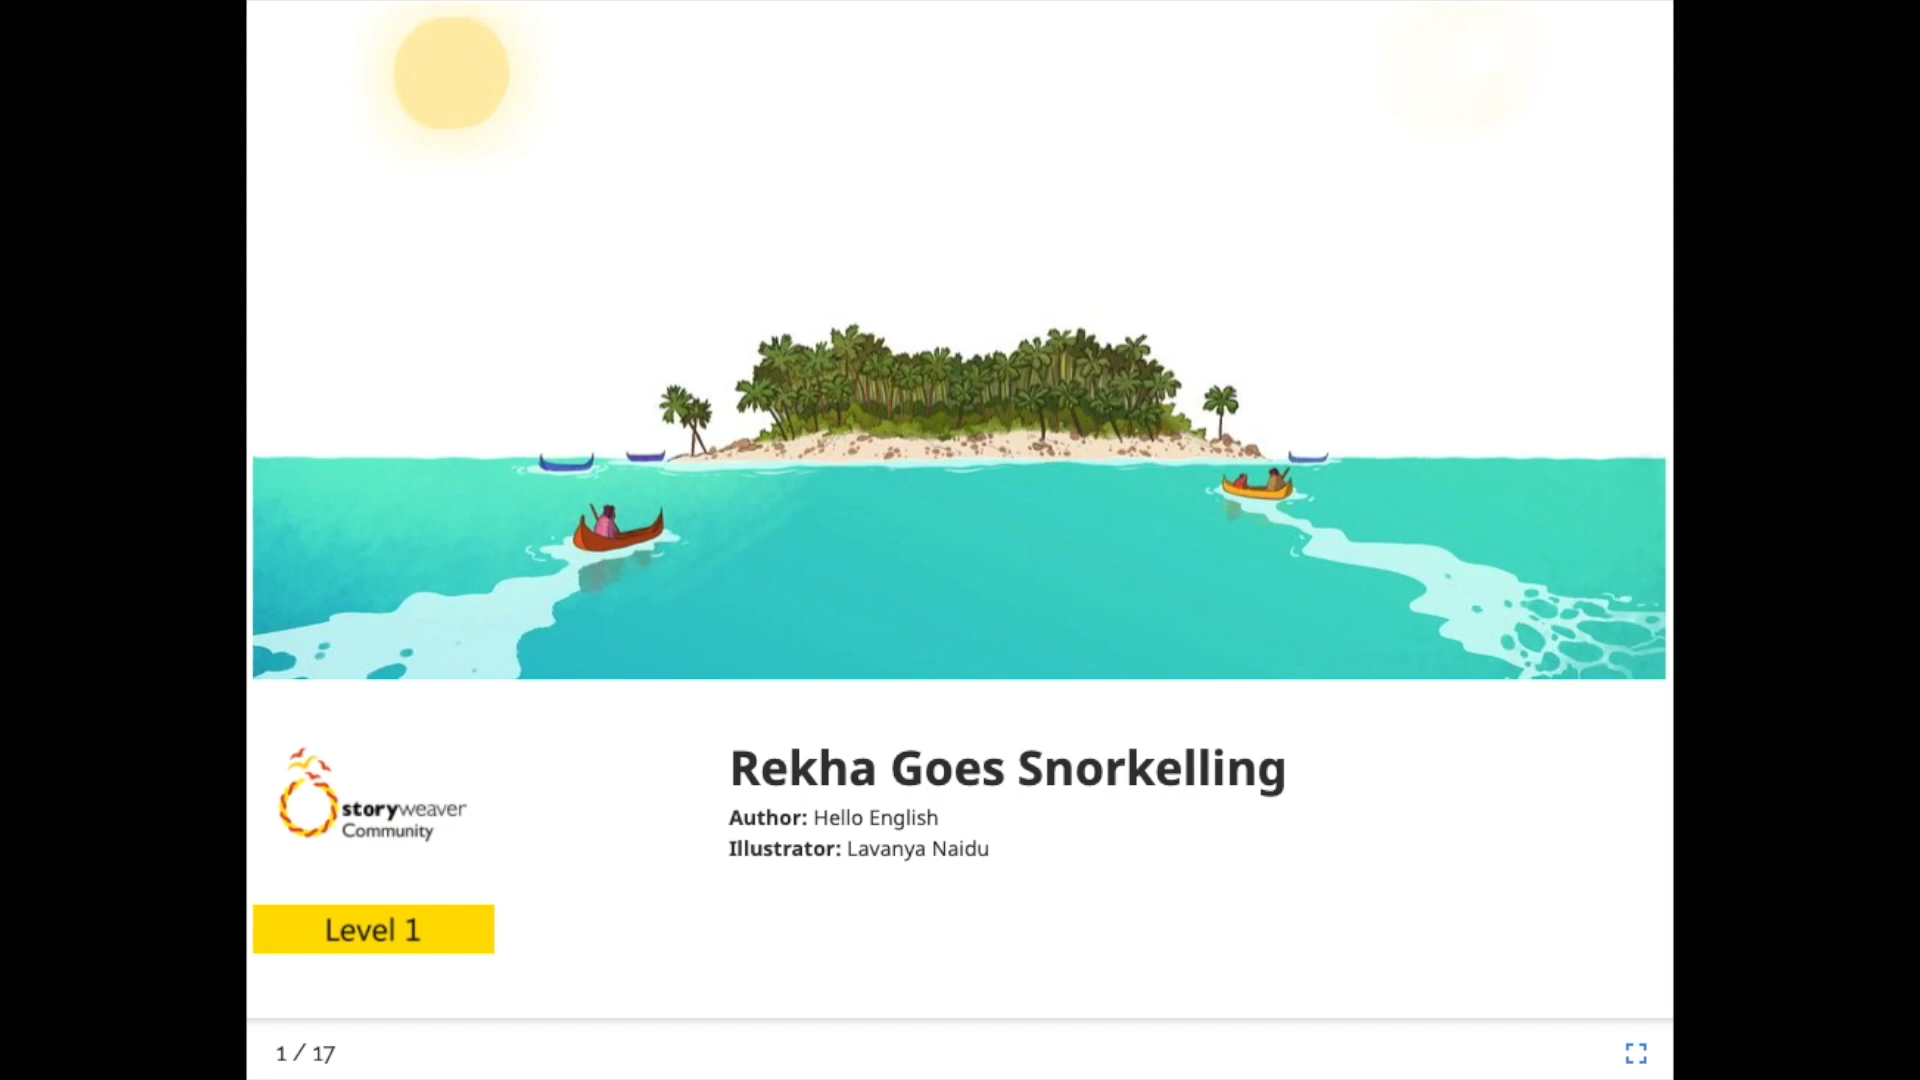 storyweaver
Community
Rekha Goes Snorkelling
Author: Hello English
Illustrator: Lavanya Naidu
Level 1
1 / 17